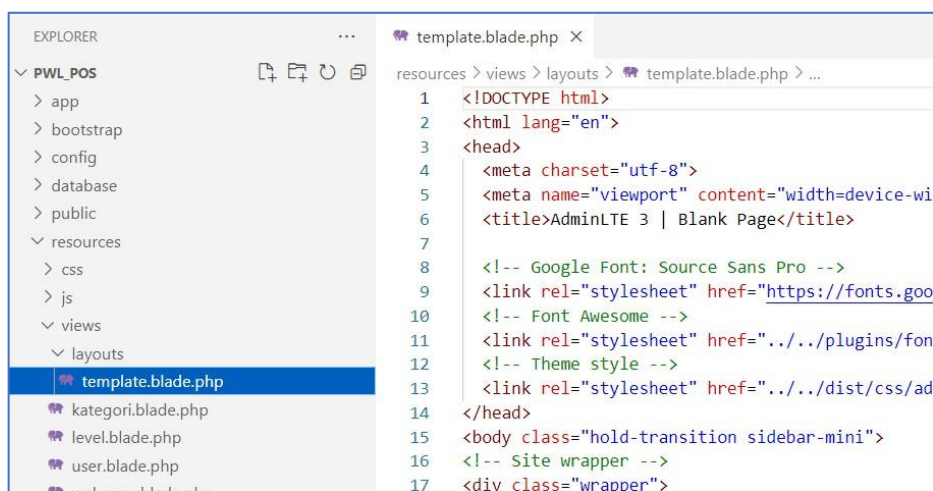 EXPLORER
PWL_POS
app
bootstrap
config
database
public
resources
css
js
views
layouts
template.blade.php
kategori.blade.php
level.blade.php
user.blade.php
template.blade.php
resources > views > layouts > template.blade.php > ...
1 <!DOCTYPE html>
2 <html lang="en">
3 <head>
4 <meta charset="utf-8">
5 <meta name="viewport" content="width=device-wi
6 <title>AdminLTE 3 | Blank Page</title>
7
8 <!-- Google Font: Source Sans Pro -->
9 <link rel="stylesheet" href="https://fonts.goo
10 <!-- Font Awesome -->
11 <link rel="stylesheet" href="../../plugins/fon
12 <!-- Theme style -->
13 <link rel="stylesheet" href="../../dist/css/ad
14 </head>
15 <body class="hold-transition sidebar-mini">
16 <!-- Site wrapper -->
17 <div class="wrapper">